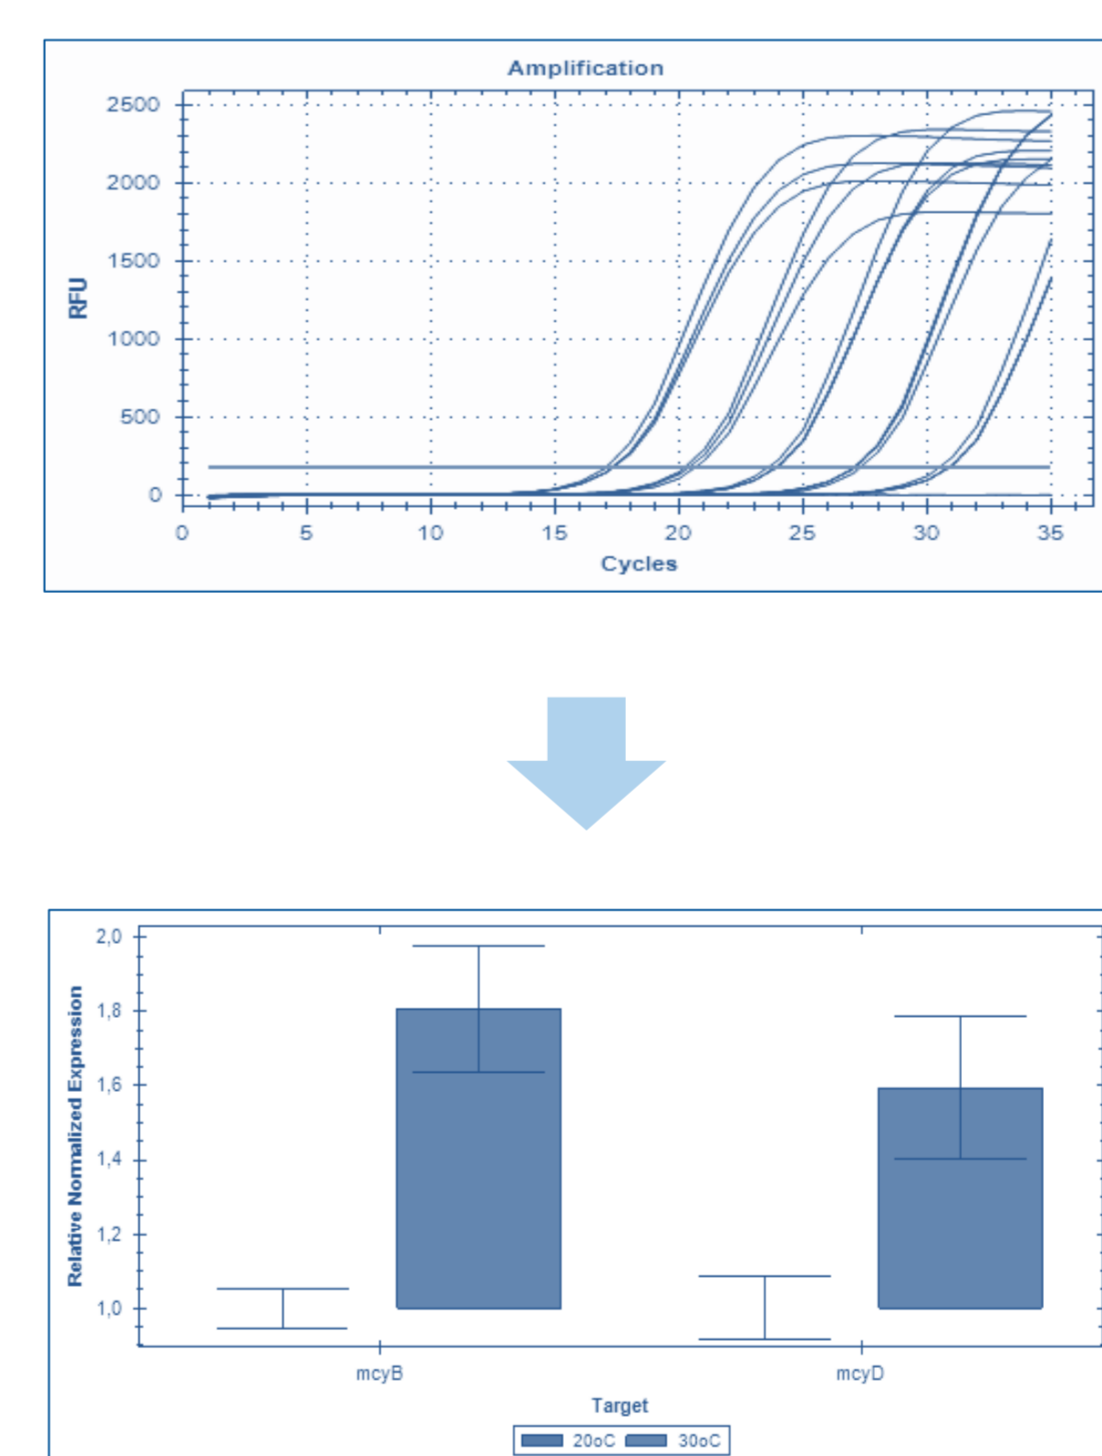 Amplification
2500
2000
1500
1000
500
0
RFU
0 5 10 15 20 25 30 35
Cycles
2,0
1,8
1,6
1,4
1,2
1,0
Relative Normalized Expression
mcyB mcyD
Target
20oC 30oC